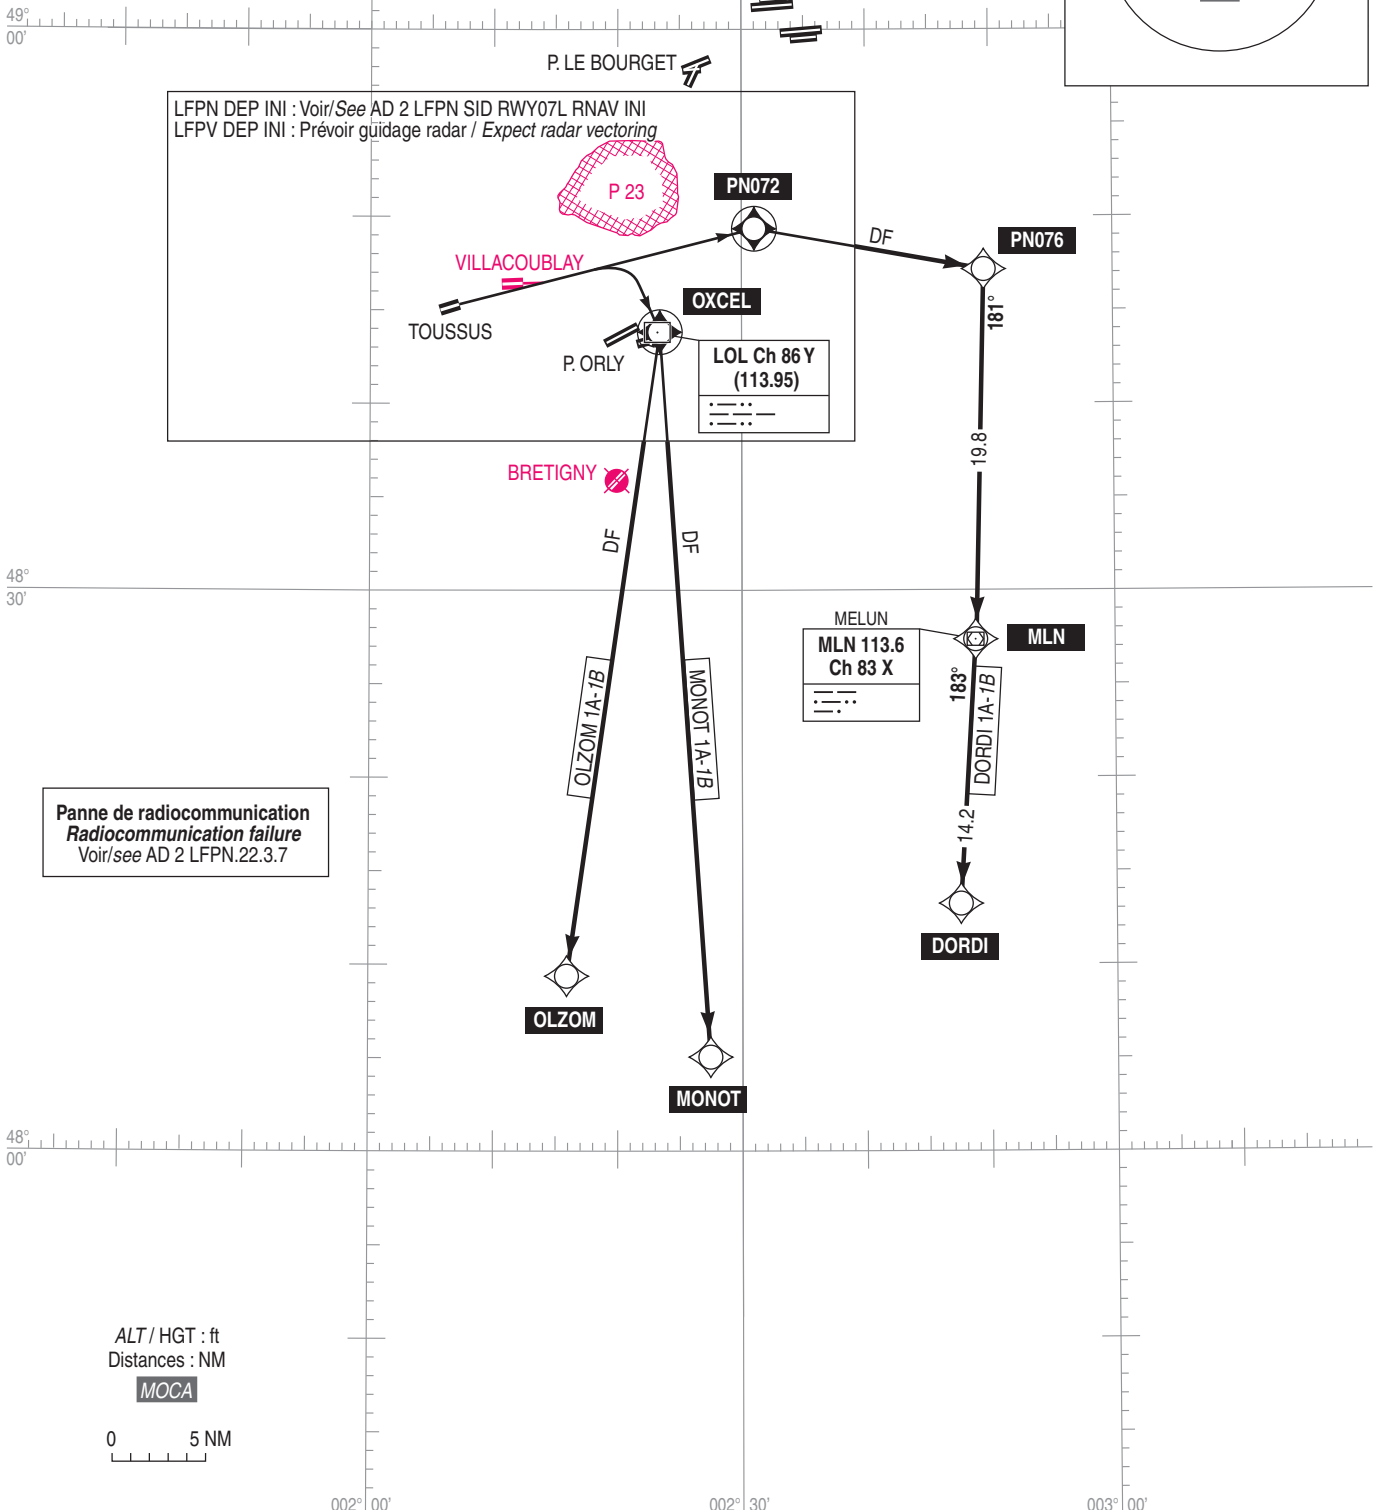 49°
00'
P. LE BOURGET
LFPN DEP INI : Voir/See AD 2 LFPN SID RWY07L RNAV INI
LFPV DEP INI : Prévoir guidage radar / Expect radar vectoring
P 23
PN072
DF
PN076
VILLACOUBLAY
OXCEL
181°
TOUSSUS
P. ORLY
LOL Ch 86 Y
(113.95)
19.8
BRETIGNY
DF
DF
48°
30'
MELUN
MLN 113.6
Ch 83 X
MLN
183°
OLZOM 1A-1B
MONOT 1A-1B
DORDI 1A-1B
Panne de radiocommunication
Radiocommunication failure
Voir/see AD 2 LFPN.22.3.7
14.2
DORDI
OLZOM
MONOT
48°
00'
ALT / HGT : ft
Distances : NM
MOCA
0 5 NM
002° 00' 002° 30' 003° 00'